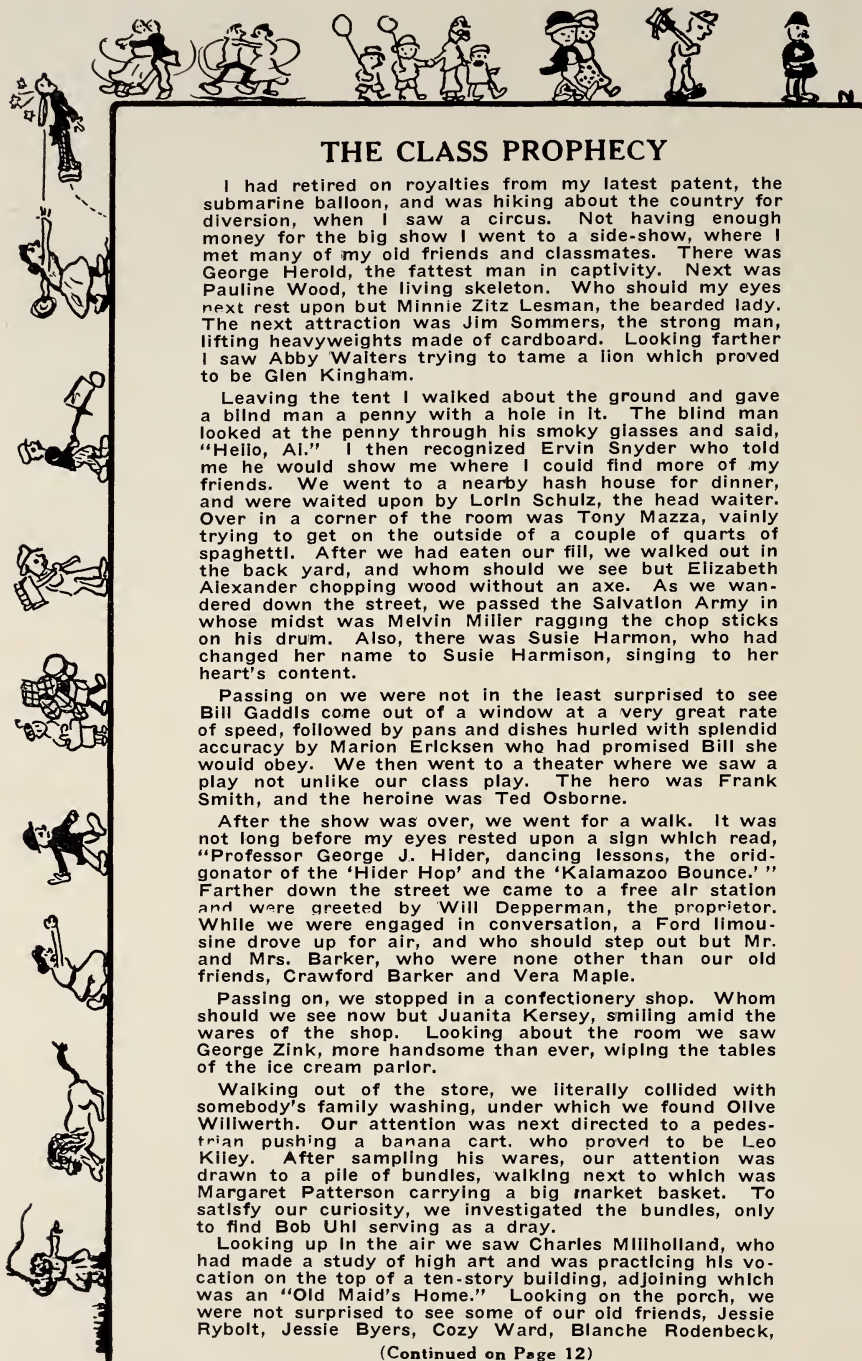 THE CLASS PROPHECY
I had retired on royalties from my latest patent, the
submarine balloon, and was hiking about the country for
diversion, when I saw a circus. Not having enough
money for the big show I went to a side-show, where I
met many of my old friends and classmates. There was
George Herold, the fattest man in captivity. Next was
Pauline Wood, the living skeleton. Who should my eyes
next rest upon but Minnie Zitz Lesman, the bearded lady.
The next attraction was Jim Sommers, the strong man,
lifting heavyweights made of cardboard. Looking farther
I saw Abby Walters trying to tame a lion which proved
to be Glen Kingham.
Leaving the tent I walked about the ground and gave
a blind man a penny with a hole in it. The blind man
looked at the penny through his smoky glasses and said,
"Hello, Al." I then recognized Ervin Snyder who told
me he would show me where I could find more of my
friends. We went to a nearby hash house for dinner,
and were waited upon by Lorin Schulz, the head waiter.
Over in a corner of the room was Tony Mazza, vainly
trying to get on the outside of a couple of quarts of
spaghetti. After we had eaten our fill, we walked out in
the back yard, and whom should we see but Elizabeth
Alexander chopping wood without an axe. As we wan-
dered down the street, we passed the Salvation Army in
whose midst was Melvin Miller ragging the chop sticks
on his drum. Also, there was Susie Harmon, who had
changed her name to Susie Harmison, singing to her
heart's content.
Passing on we were not in the least surprised to see
Bill Gaddis come out of a window at a very great rate
of speed, followed by pans and dishes hurled with splendid
accuracy by Marion Ericksen who had promised Bill she
would obey. We then went to a theater where we saw a
play not unlike our class play. The hero was Frank
Smith, and the heroine was Ted Osborne.
After the show was over, we went for a walk. It was
not long before my eyes rested upon a sign which read,
"Professor George J. Hider, dancing lessons, the orid-
gonator of the 'Hider Hop' and the 'Kalamazoo Bounce.' "
Farther down the street we came to a free air station
and were greeted by Will Depperman, the proprietor.
While we were engaged in conversation, a Ford limou-
sine drove up for air, and who should step out but Mr.
and Mrs. Barker, who were none other than our old
friends, Crawford Barker and Vera Maple.
Passing on, we stopped in a confectionery shop. Whom
should we see now but Juanita Kersey, smiling amid the
wares of the shop. Looking about the room we saw
George Zink, more handsome than ever, wiping the tables
of the ice cream parlor.
Walking out of the store, we literally collided with
somebody's family washing, under which we found Olive
Willwerth. Our attention was next directed to a pedes-
trian pushing a banana cart. who proved to be Leo
Kiley. After sampling his wares, our attention was
drawn to a pile of bundles, walking next to which was
Margaret Patterson carrying a big market basket. To
satisfy our curiosity, we investigated the bundles, only
to find Bob Uhl serving as a dray.
Looking up in the air we saw Charles Milholland, who
had made a study of high art and was practicing his vo-
cation on the top of a ten-story building, adjoining which
was an "Old Maid's Home." Looking on the porch, we
were not surprised to see some of our old friends, Jessie
Rybolt, Jessie Byers, Cozy Ward, Blanche Rodenbeck,
(Continued on Page 12)